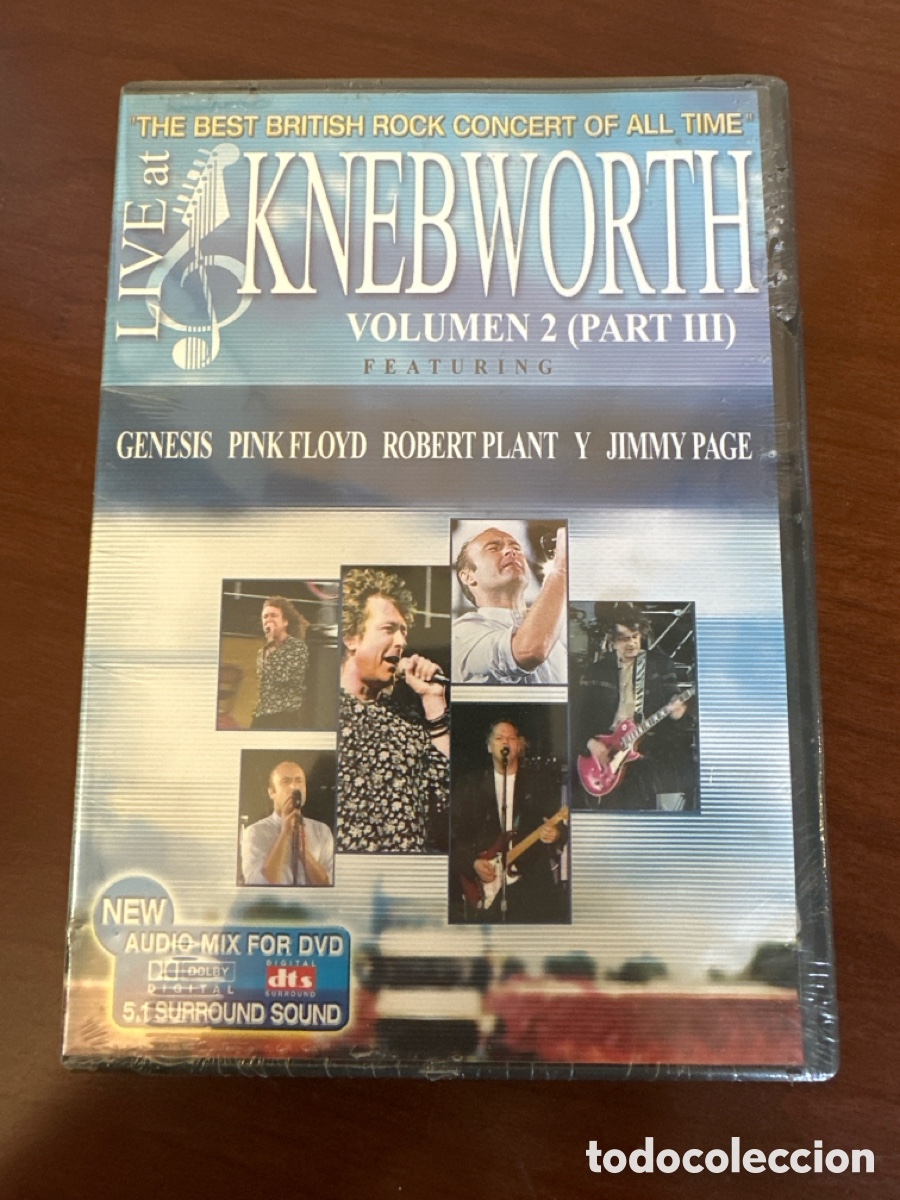 "THE BEST BRITISH ROCK CONCERT OF ALL TIME"
LIVE at
KNEBWORTH
VOLUMEN 2 (PART III)
FEATURING
GENESIS PINK FLOYD ROBERT PLANT Y JIMMY PAGE
NEW
AUDIO MIX FOR DVD
DOLBY
DIGITAL
DIGITAL
dts
SURROUND
5.1 SURROUND SOUND
todocoleccion